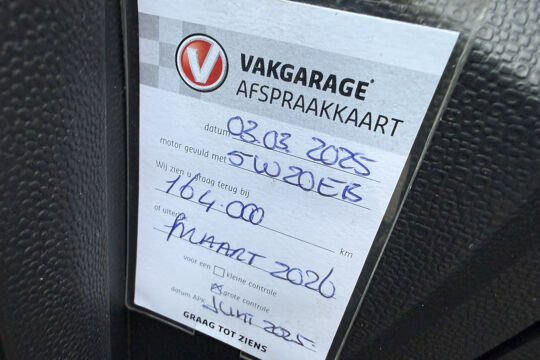 V VAKGARAGE®
AFSPRAAKKAART
datum 03.03.2025
motor gevuld met 5W20EB
Wij zien u graag terug bij
164.000 km
of uiterlijk
MAART 2026
voor een kleine controle
grote controle
datum APK JUNI 2025.
GRAAG TOT ZIENS